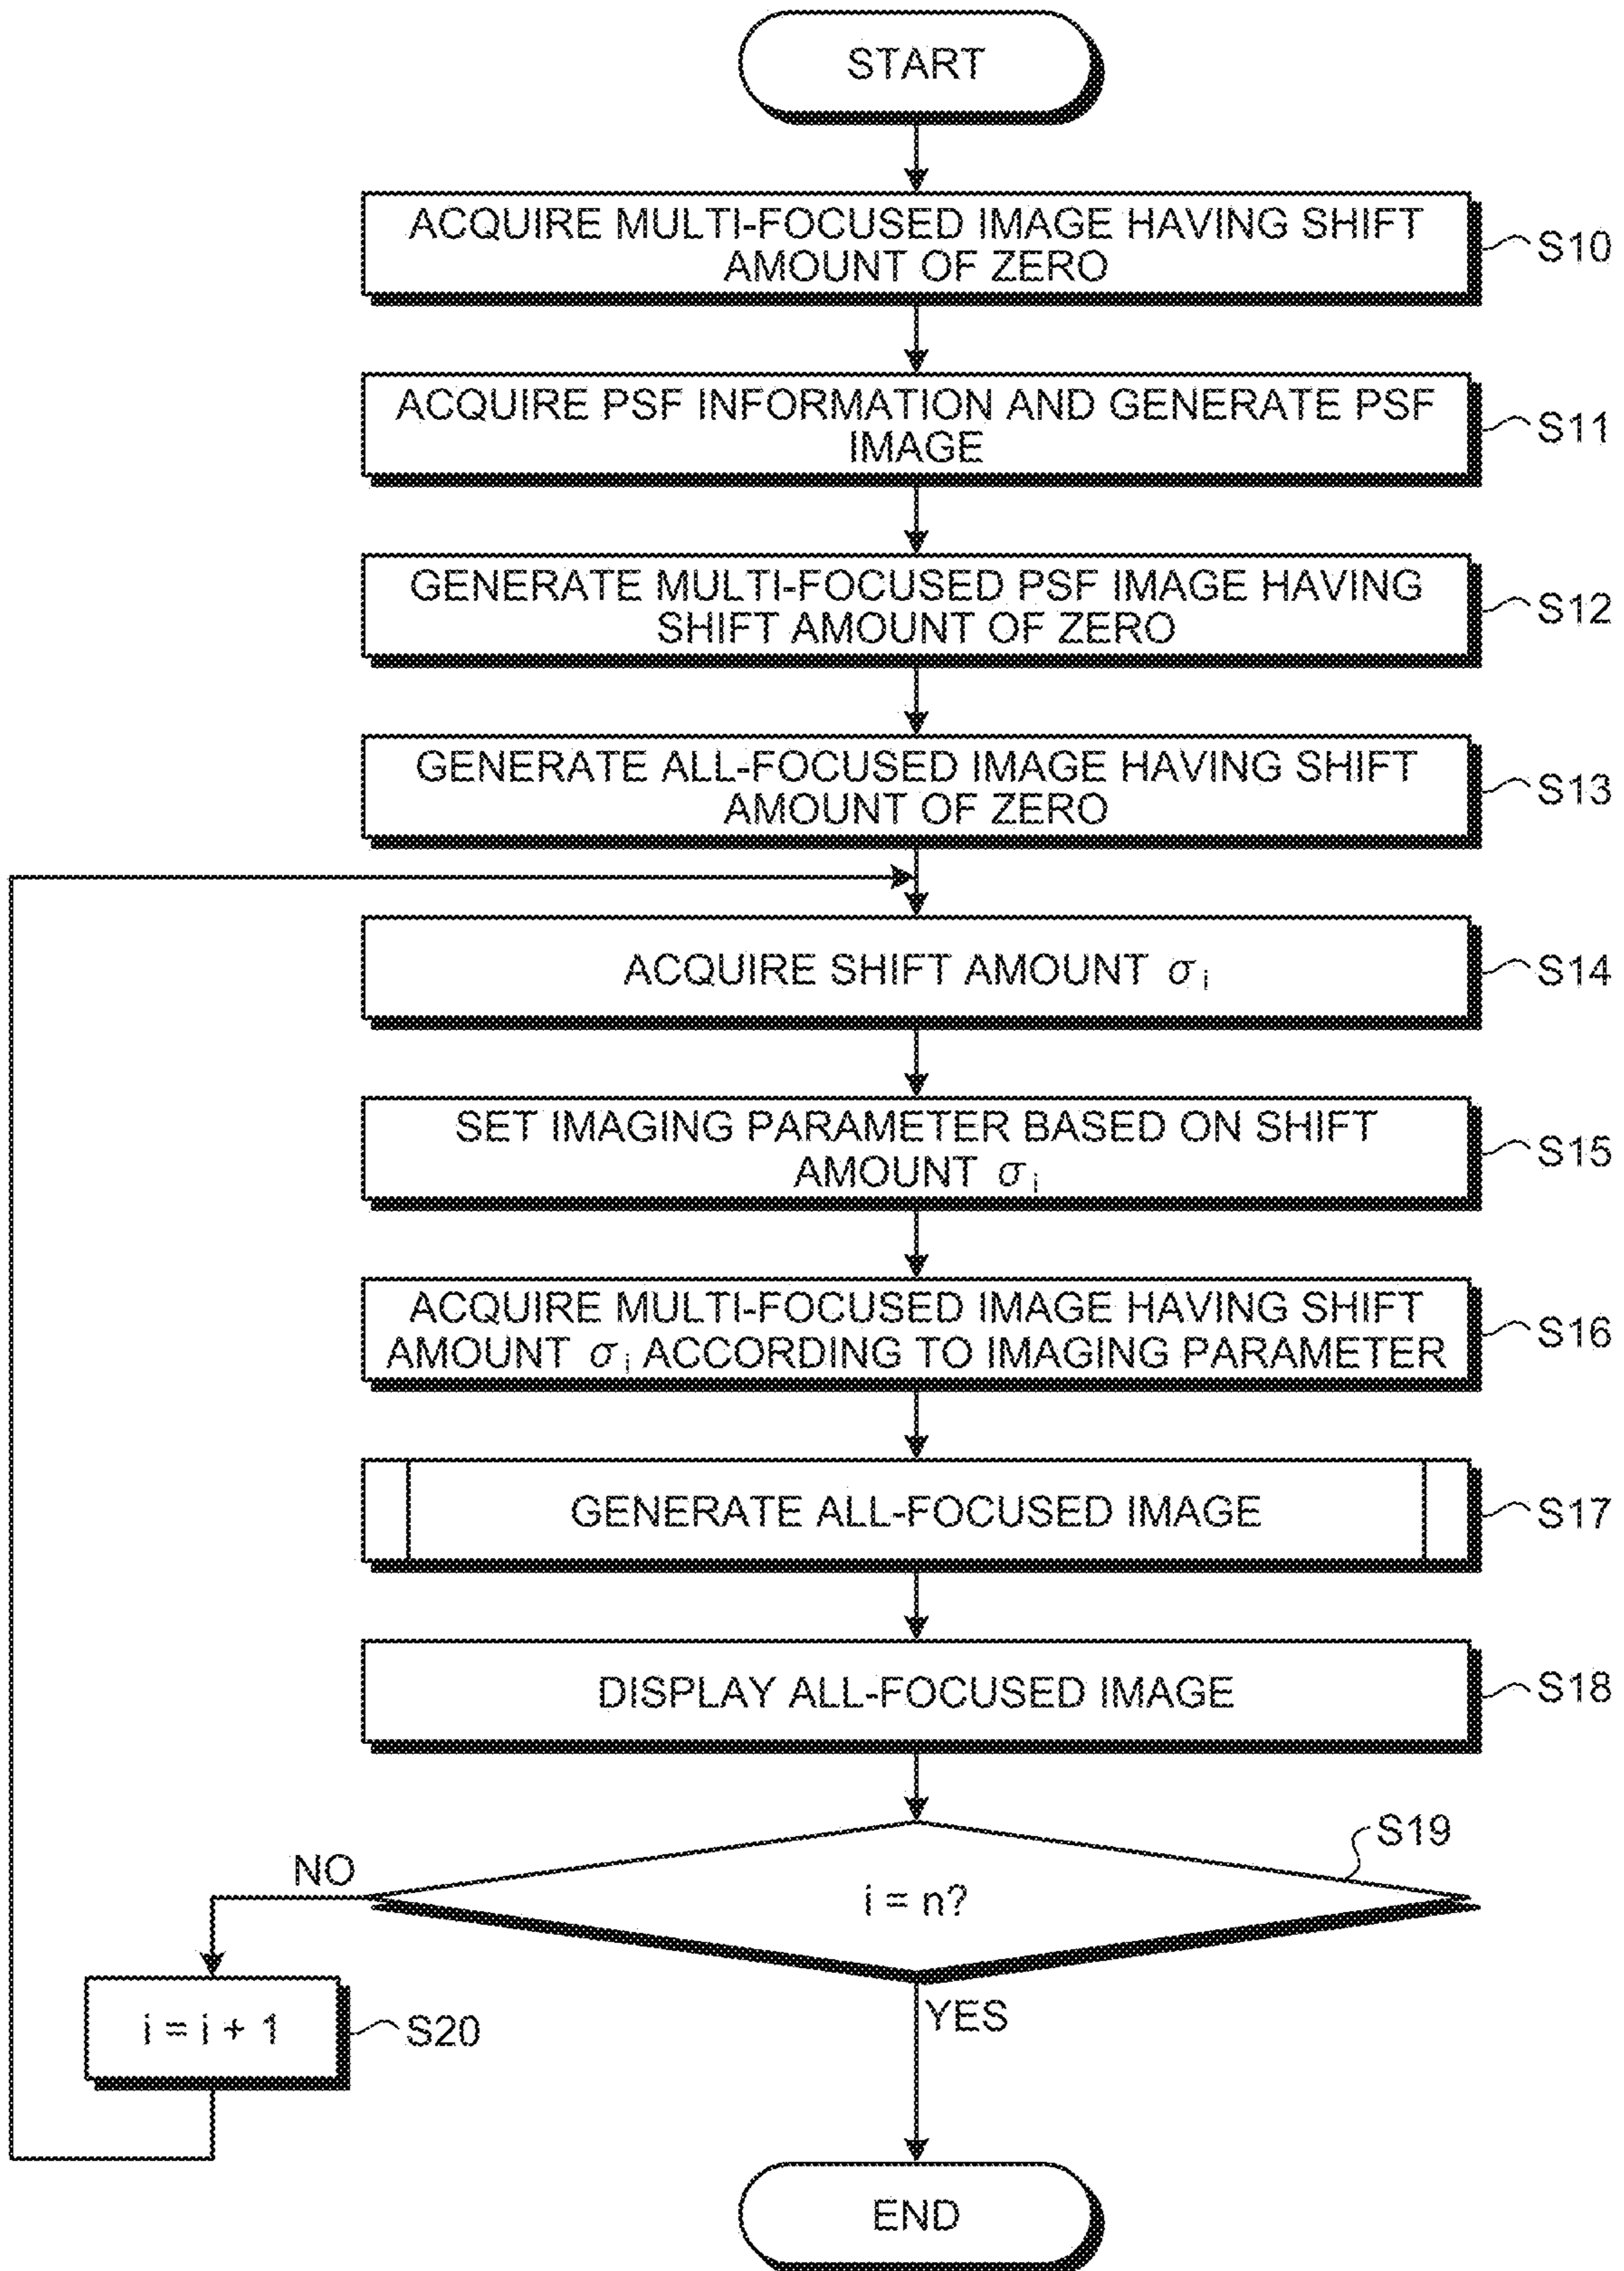 START
ACQUIRE MULTI-FOCUSED IMAGE HAVING SHIFT
AMOUNT OF ZERO
S10
ACQUIRE PSF INFORMATION AND GENERATE PSF
IMAGE
S11
GENERATE MULTI-FOCUSED PSF IMAGE HAVING
SHIFT AMOUNT OF ZERO
S12
GENERATE ALL-FOCUSED IMAGE HAVING SHIFT
AMOUNT OF ZERO
S13
ACQUIRE SHIFT AMOUNT σi
S14
SET IMAGING PARAMETER BASED ON SHIFT
AMOUNT σi
S15
ACQUIRE MULTI-FOCUSED IMAGE HAVING SHIFT
AMOUNT σi ACCORDING TO IMAGING PARAMETER
S16
GENERATE ALL-FOCUSED IMAGE
S17
DISPLAY ALL-FOCUSED IMAGE
S18
S19
NO
i = n?
YES
i = i + 1
S20
END